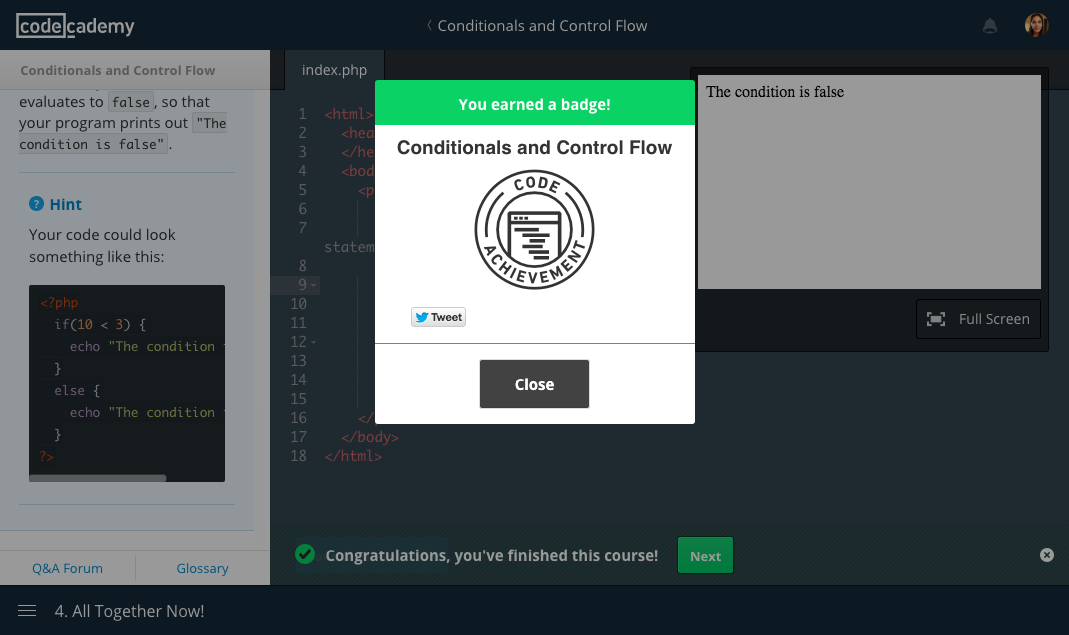 codecademy
Conditionals and Control Flow
Conditionals and Control Flow
evaluates to false, so that
your program prints out "The
condition is false".
Hint
Your code could look
something like this:
<?php
if(10 < 3) {
echo "The condition
}
else {
echo "The condition
}
?>
Q&A Forum
Glossary
4. All Together Now!
index.php
1 <html>
2 <hea
3 </he
4 <bod
5 <p
6
7
statem
8
9
10
11
12
13
14
15
16 </
17 </body>
18 </html>
You earned a badge!
Conditionals and Control Flow
CODE
ACHIEVEMENT
Tweet
Close
The condition is false
Full Screen
Congratulations, you've finished this course!
Next